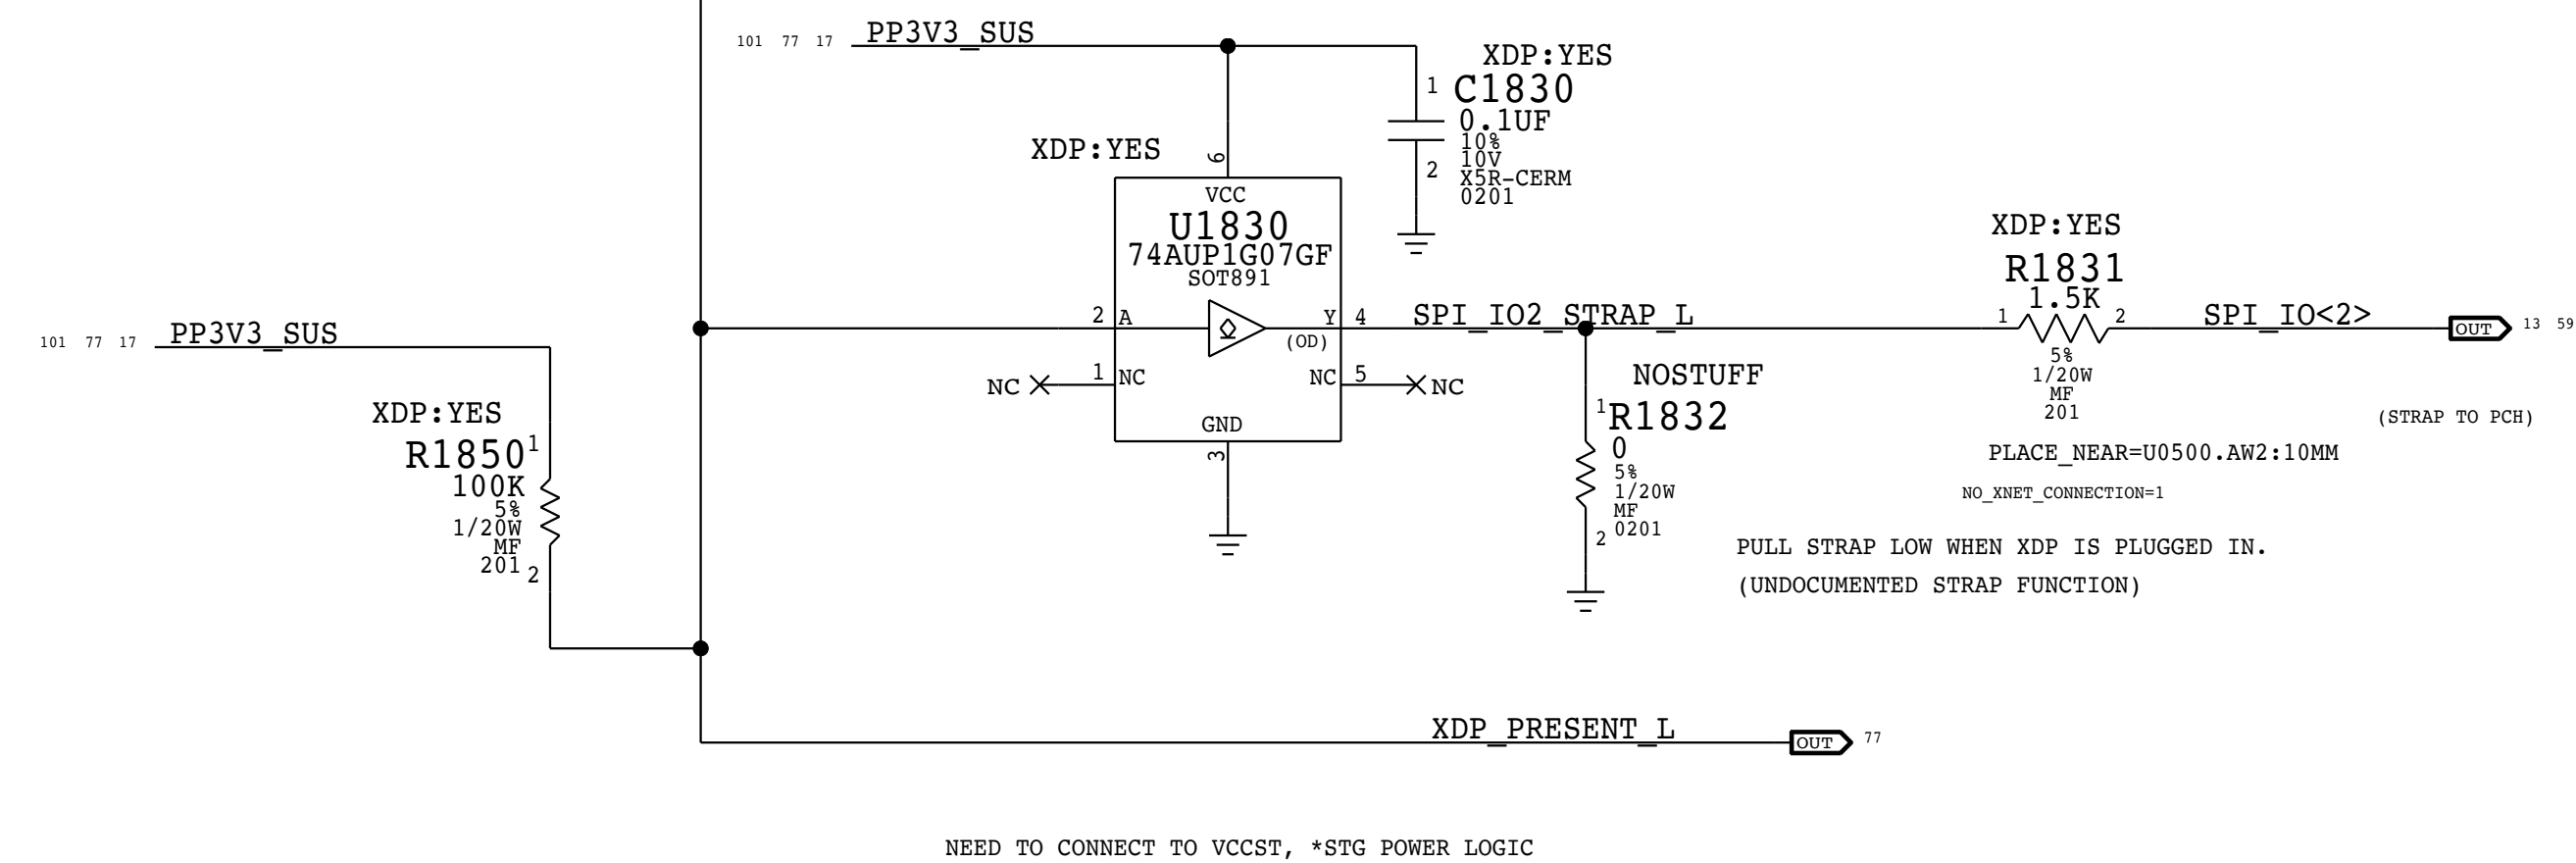 101 77 17 PP3V3_SUS
XDP:YES
1 C1830
0.1UF
10%
10V
2 X5R-CERM
0201
XDP:YES
6
VCC
U1830
74AUP1G07GF
SOT891
2 A
Y 4
(OD)
1 NC
NC
NC 5
NC
GND
3
SPI_IO2_STRAP_L
XDP:YES
R1831
1.5K
1 2
5%
1/20W
MF
201
SPI_IO<2>
OUT 13 59
(STRAP TO PCH)
PLACE_NEAR=U0500.AW2:10MM
NO_XNET_CONNECTION=1
NOSTUFF
1 R1832
0
5%
1/20W
MF
2 0201
PULL STRAP LOW WHEN XDP IS PLUGGED IN.
(UNDOCUMENTED STRAP FUNCTION)
101 77 17 PP3V3_SUS
XDP:YES
R1850 1
100K
5%
1/20W
MF
201 2
XDP_PRESENT_L OUT 77
NEED TO CONNECT TO VCCST, *STG POWER LOGIC